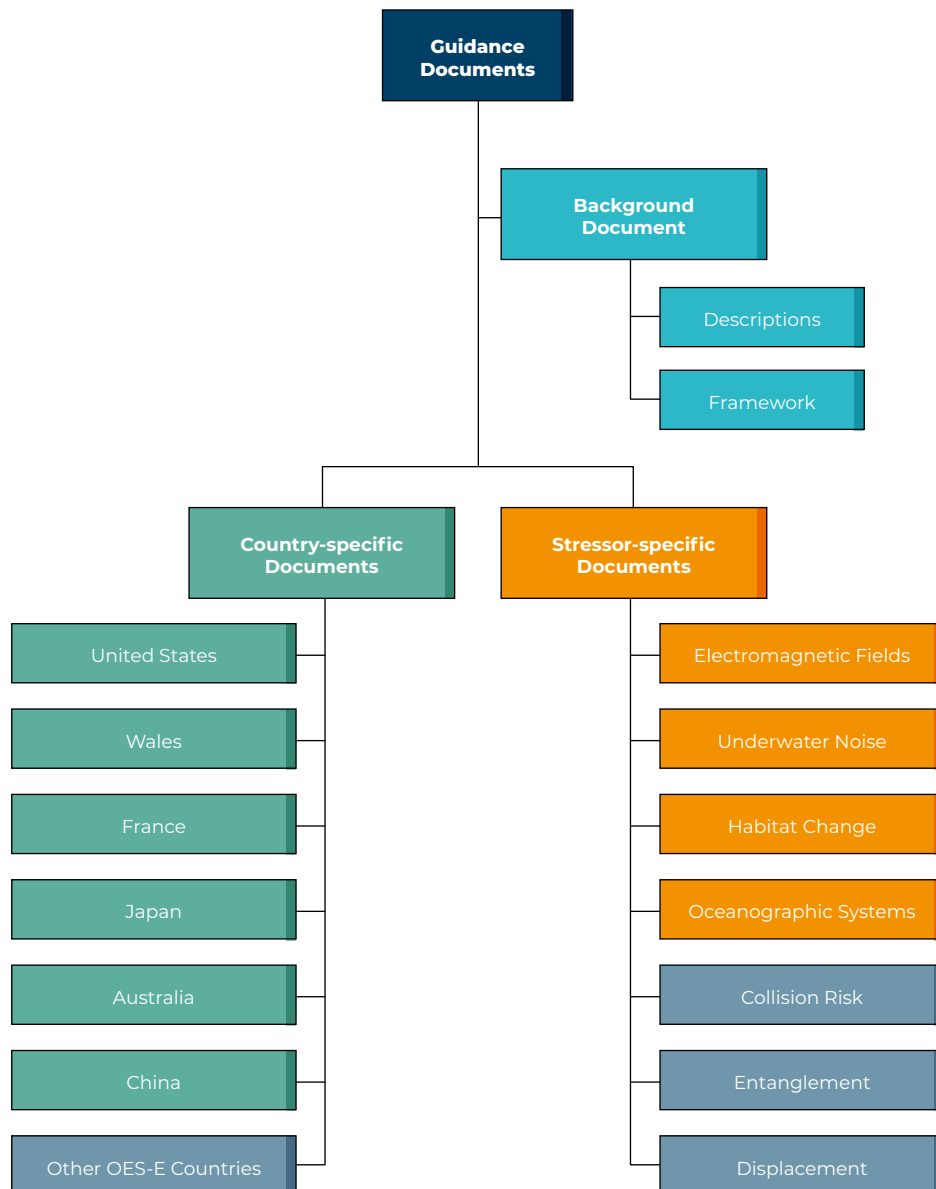 Guidance
Documents
Background
Document
Descriptions
Framework
Country-specific
Documents
United States
Wales
France
Japan
Australia
China
Other OES-E Countries
Stressor-specific
Documents
Electromagnetic Fields
Underwater Noise
Habitat Change
Oceanographic Systems
Collision Risk
Entanglement
Displacement